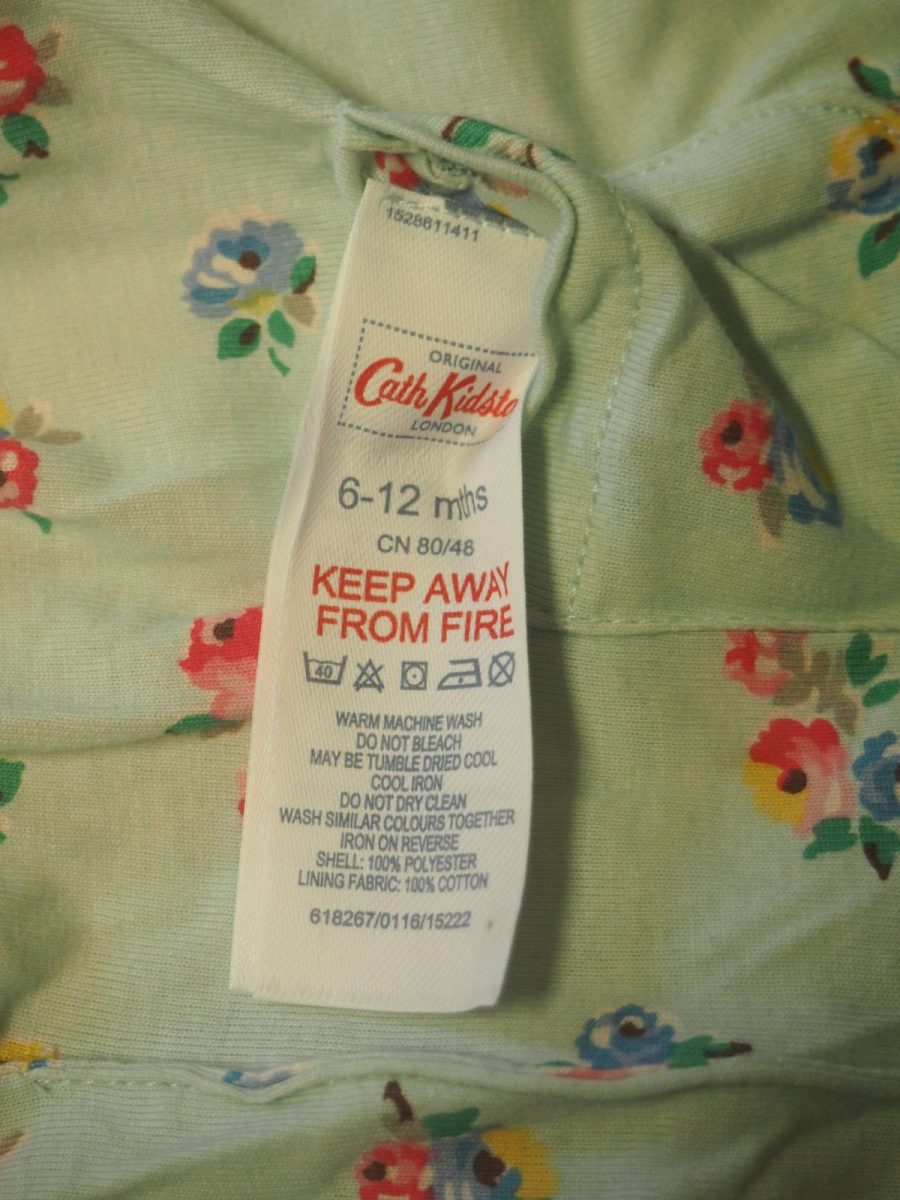 1528611411
ORIGINAL
Cath Kidsto
LONDON
6-12 mths
CN 80/48
KEEP AWAY
FROM FIRE
40
WARM MACHINE WASH
DO NOT BLEACH
MAY BE TUMBLE DRIED COOL
COOL IRON
DO NOT DRY CLEAN
WASH SIMILAR COLOURS TOGETHER
IRON ON REVERSE
SHELL: 100% POLYESTER
LINING FABRIC: 100% COTTON
618267/0116/15222